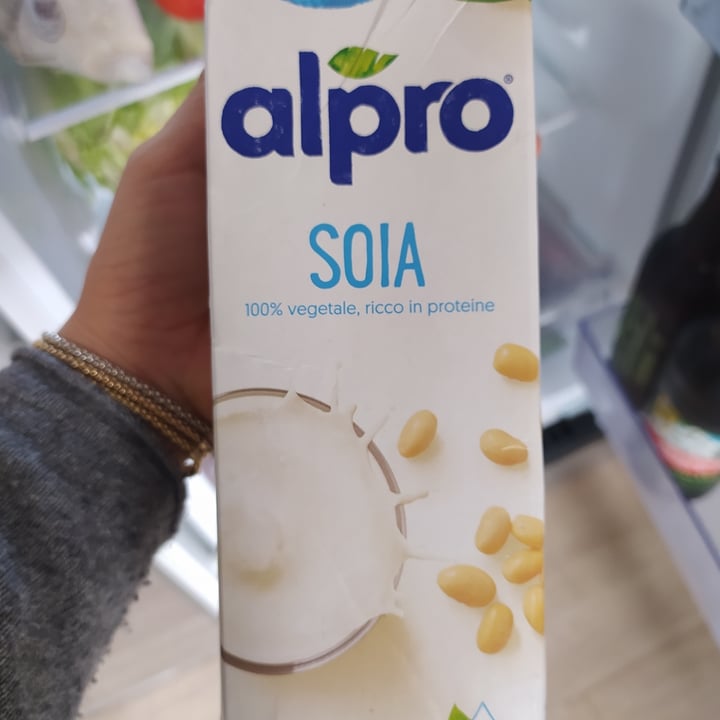 alpro®
SOIA
100% vegetale, ricco in proteine